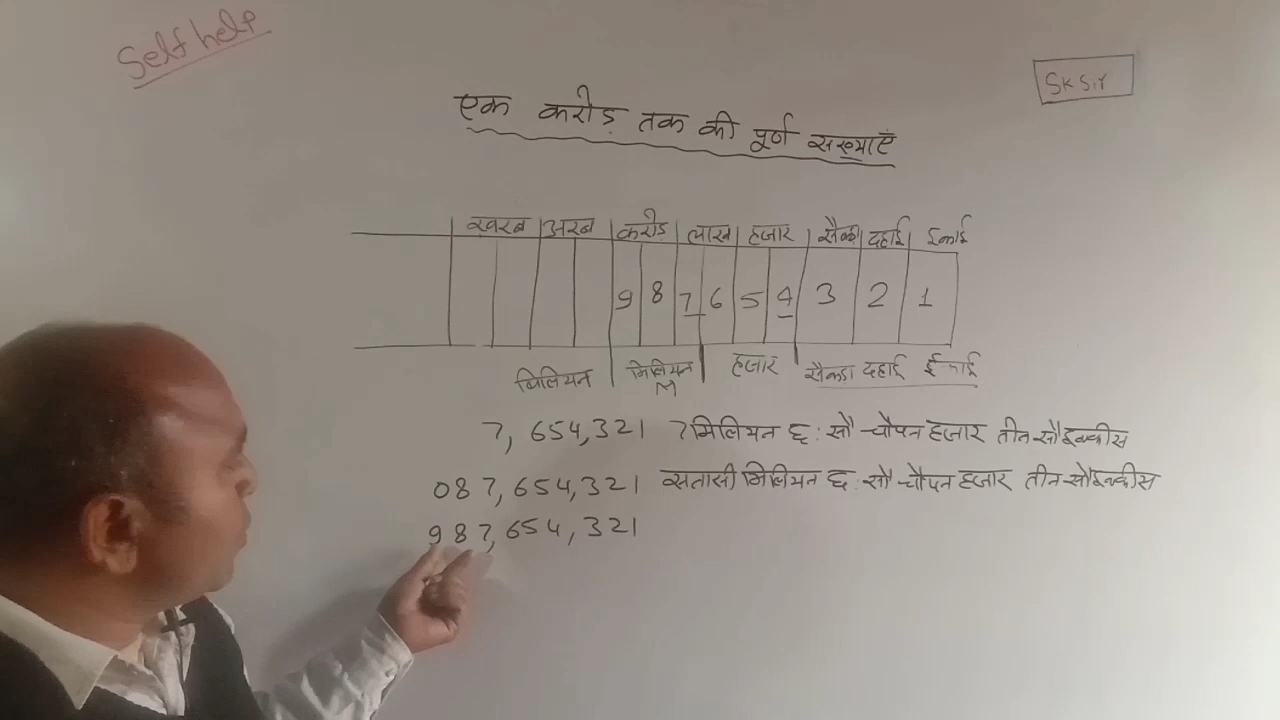 Self help
SK Sir
एक करोड़ तक की पूर्ण संख्याएँ
खरब अरब करोड़ लाख हजार सैकड़ा दहाई इकाई
9 8 7 6 5 4 3 2 1
बिलियन मिलियन हजार सैकडा दहाई ईकाई
M
7, 654,321 7 मिलियन छ: सौ चौपन हजार तीन सौ इक्कीस
087,654,321 सतासी मिलियन छ: सौ चौपन हजार तीन सौ इक्कीस
987,654,321